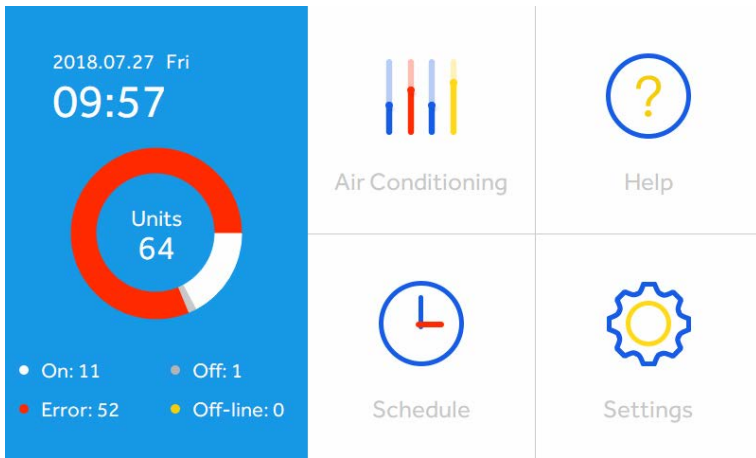 2018.07.27 Fri
09:57
Units
64
On: 11
Off: 1
Error: 52
Off-line: 0
Air Conditioning
?
Help
Schedule
Settings